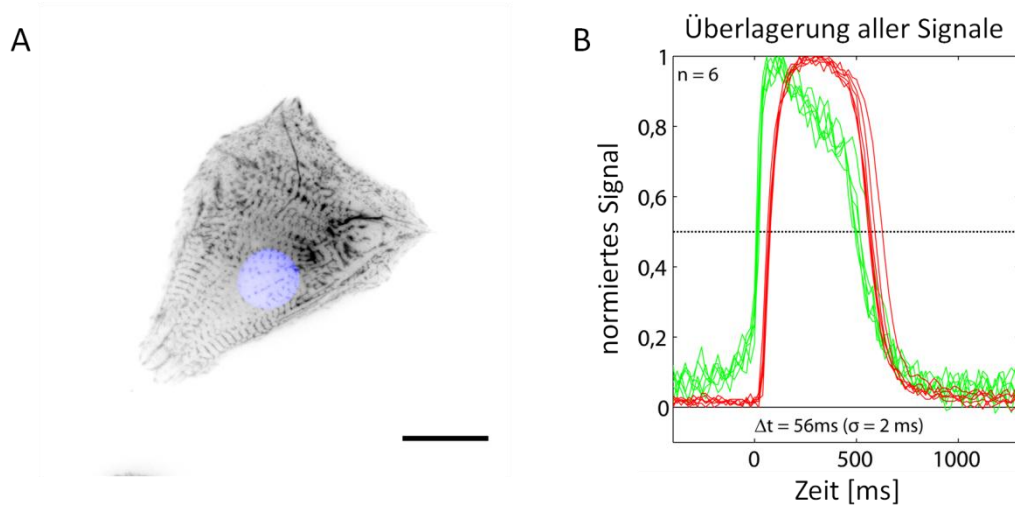 A
B
Überlagerung aller Signale
n = 6
1
0,8
0,6
0,4
0,2
0
normiertes Signal
Δt = 56ms (σ = 2 ms)
0
500
1000
Zeit [ms]